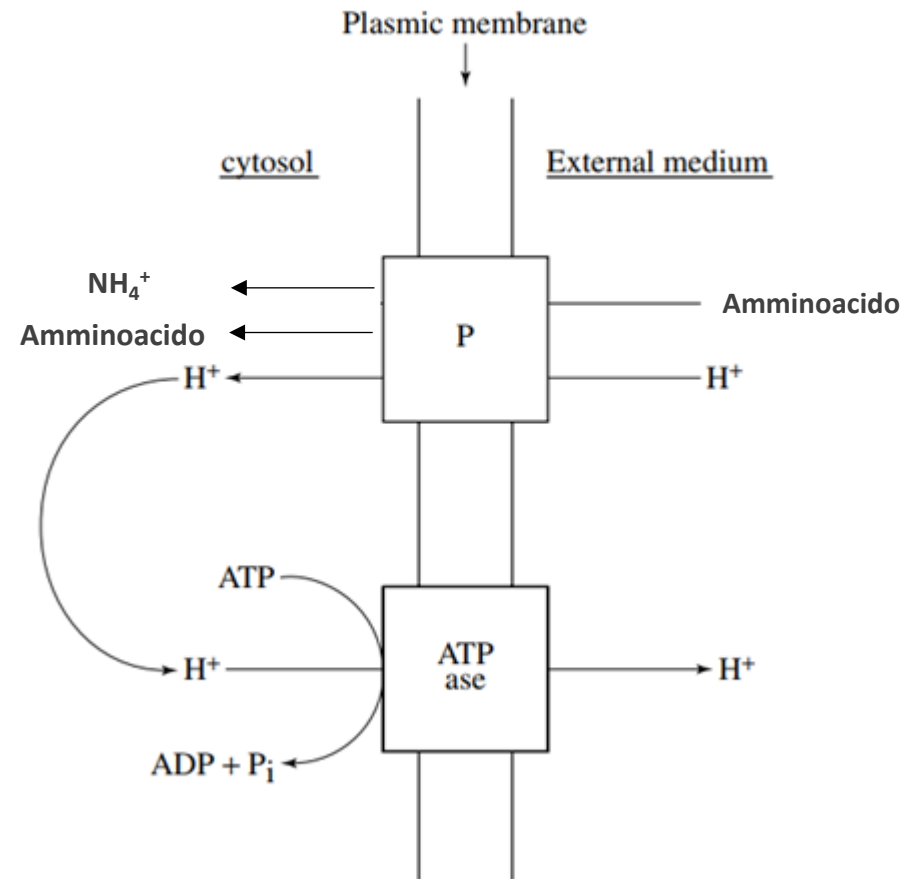 Plasmic membrane
cytosol
External medium
NH₄⁺
Amminoacido
Amminoacido
P
H⁺
H⁺
ATP
H⁺
ATP
ase
H⁺
ADP + Pᵢ